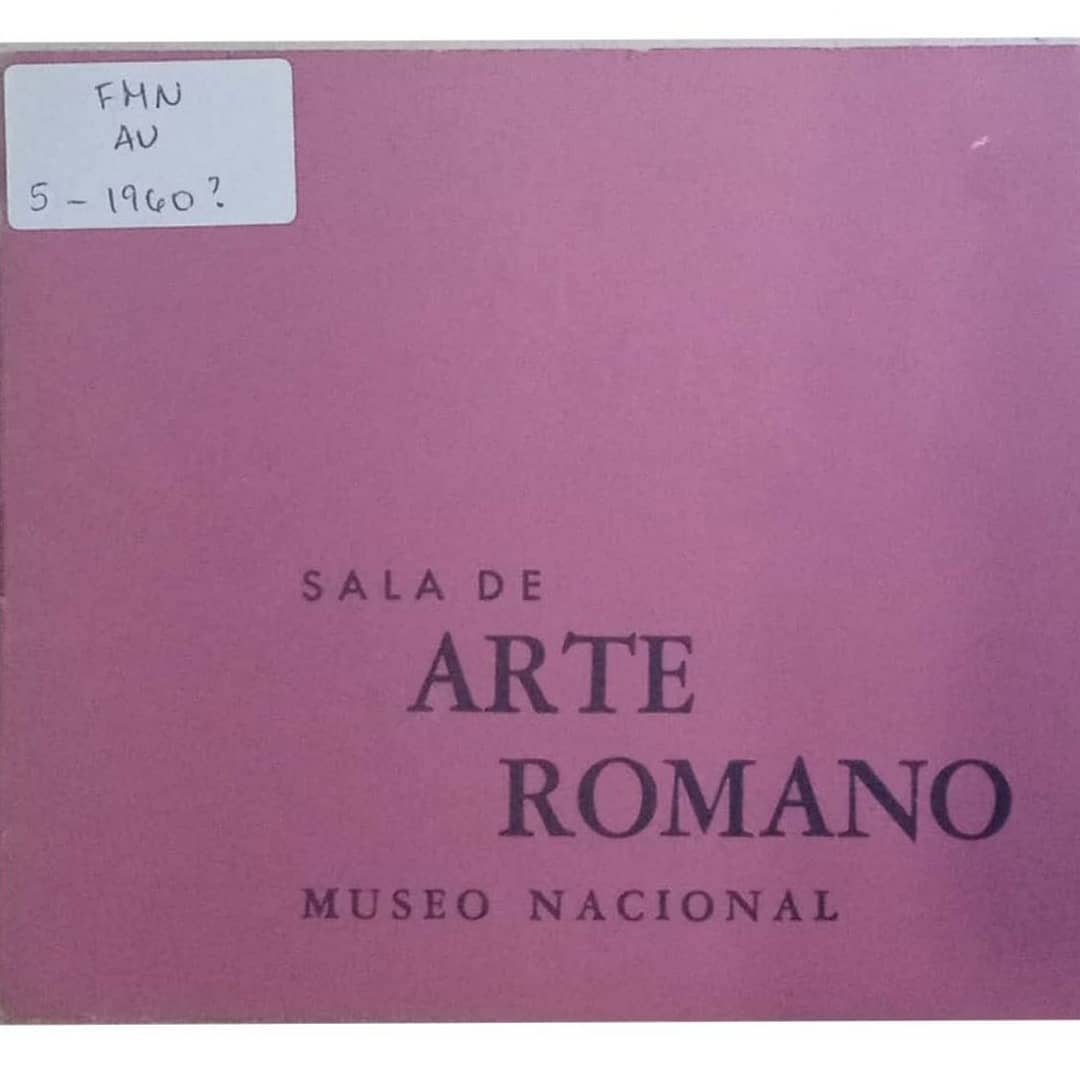 FMN
AU
5 - 1960?
SALA DE
ARTE
ROMANO
MUSEO NACIONAL